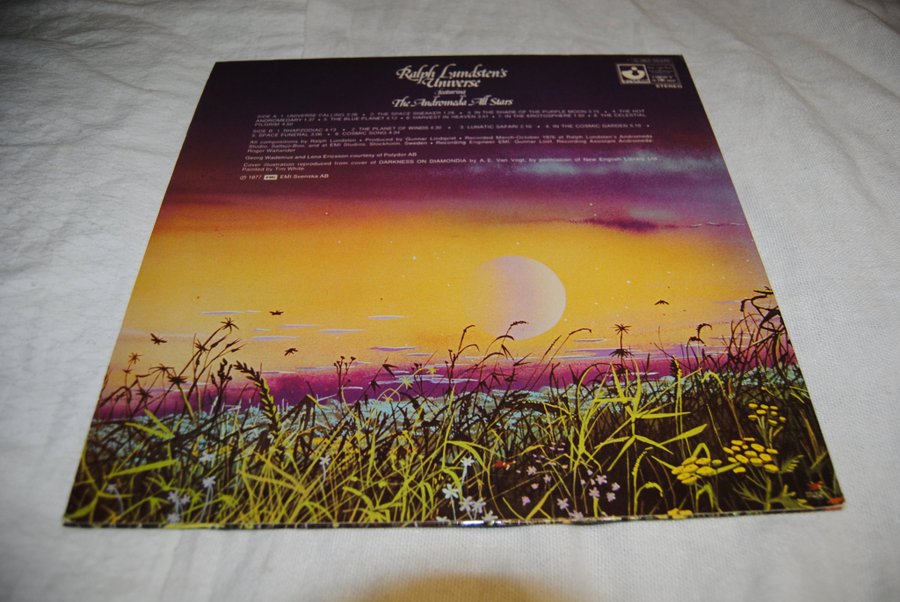 Ralph Lundsten's
Universe
featuring
The Andromeda All Stars
STEREO
SIDE A: 1. UNIVERSE CALLING 2.06 • 2. THE SPACE SNEAKER • 3. IN THE SHADE OF THE PURPLE MOON • 4. THE HOT
ANDROMEDARY • 5. THE BLUE PLANET • 6. HARVEST IN HEAVEN • 7. IN THE EROTOSPHERE • 8. THE CELESTIAL
PILGRIM
SIDE B: 1. RHAPZODIAC • 2. THE PLANET OF WINDS • 3. LUNATIC SAFARI • 4. IN THE COSMIC GARDEN
5. SPACE FUNERAL • 6. COSMIC SONG
All compositions by Ralph Lundsten • Produced by Gunnar Lindqvist • Recorded March-October 1976 at Ralph Lundsten's Andromeda
Studio, Saltsjö-Boo, and at EMI Studios, Stockholm, Sweden • Recording Engineer EMI: Gunnar Lööf. Recording Assistant Andromeda:
Roger Wallander
Georg Wadenius and Lena Ericsson courtesy of Polydor AB
Cover illustration reproduced from cover of DARKNESS ON DIAMONDIA by A.E. Van Vogt, by permission of New English Library Ltd
Painted by Tim White
℗ 1977 EMI EMI Svenska AB